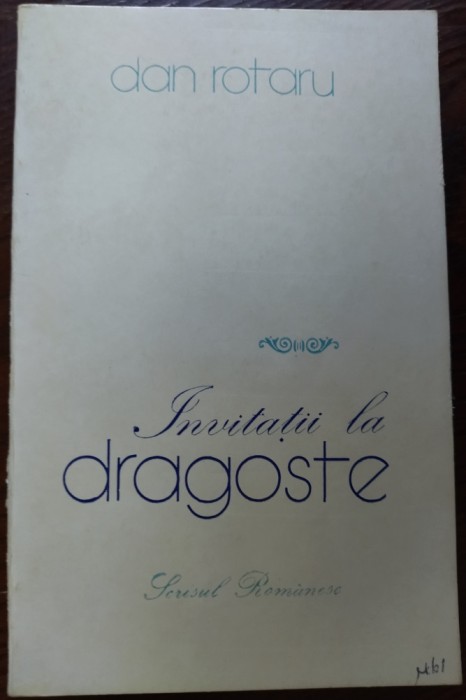 dan rotaru
Invitații la
dragoste
Scrisul Românesc